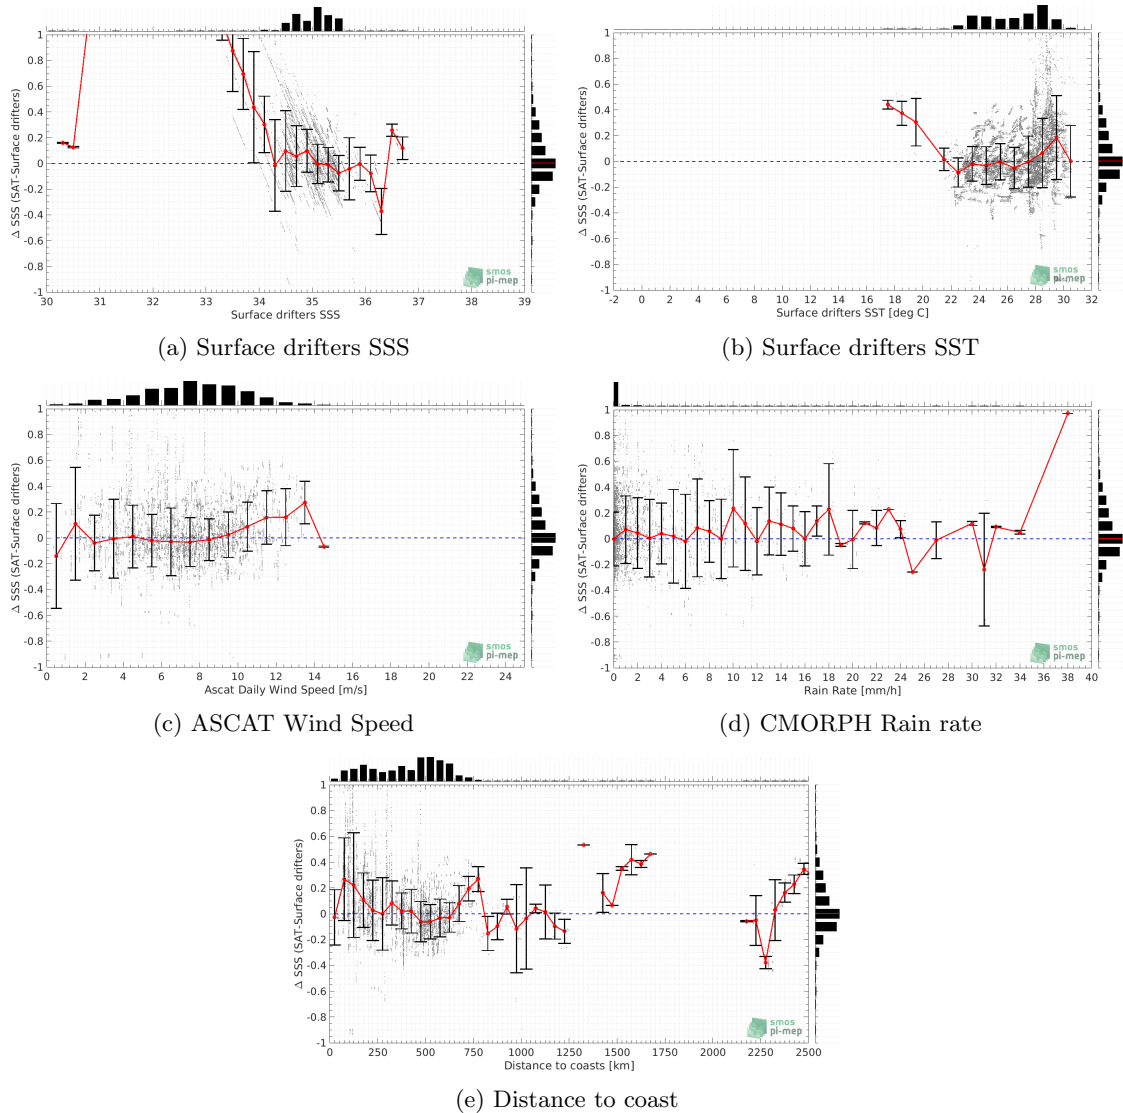 1
0.8
0.6
0.4
0.2
0
-0.2
-0.4
-0.6
-0.8
-1
Δ SSS (SAT-Surface drifters)
30 31 32 33 34 35 36 37 38 39
Surface drifters SSS
smos
pi-mep
(a) Surface drifters SSS
1
0.8
0.6
0.4
0.2
0
-0.2
-0.4
-0.6
-0.8
-1
Δ SSS (SAT-Surface drifters)
-2 0 2 4 6 8 10 12 14 16 18 20 22 24 26 28 30 32
Surface drifters SST [deg C]
smos
pi-mep
(b) Surface drifters SST
1
0.8
0.6
0.4
0.2
0
-0.2
-0.4
-0.6
-0.8
-1
Δ SSS (SAT-Surface drifters)
0 2 4 6 8 10 12 14 16 18 20 22 24
Ascat Daily Wind Speed [m/s]
smos
pi-mep
(c) ASCAT Wind Speed
1
0.8
0.6
0.4
0.2
0
-0.2
-0.4
-0.6
-0.8
-1
Δ SSS (SAT-Surface drifters)
0 2 4 6 8 10 12 14 16 18 20 22 24 26 28 30 32 34 36 38 40
Rain Rate [mm/h]
smos
pi-mep
(d) CMORPH Rain rate
1
0.8
0.6
0.4
0.2
0
-0.2
-0.4
-0.6
-0.8
-1
Δ SSS (SAT-Surface drifters)
0 250 500 750 1000 1250 1500 1750 2000 2250 2500
Distance to coasts [km]
smos
pi-mep
(e) Distance to coast